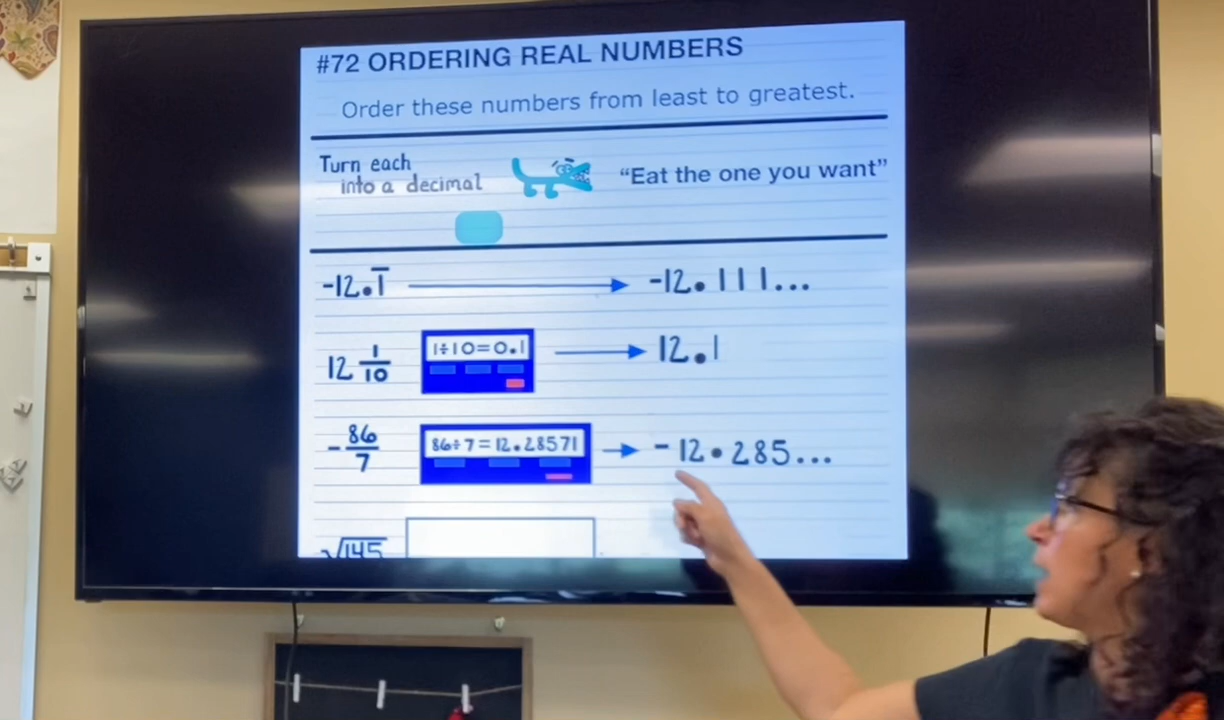 #72 ORDERING REAL NUMBERS
Order these numbers from least to greatest.
Turn each
into a decimal
"Eat the one you want"
-12.1̅ → -12.111...
12 1/10 1÷10=0.1 → 12.1
-86/7 86÷7=12.28571 → -12.285...
√145